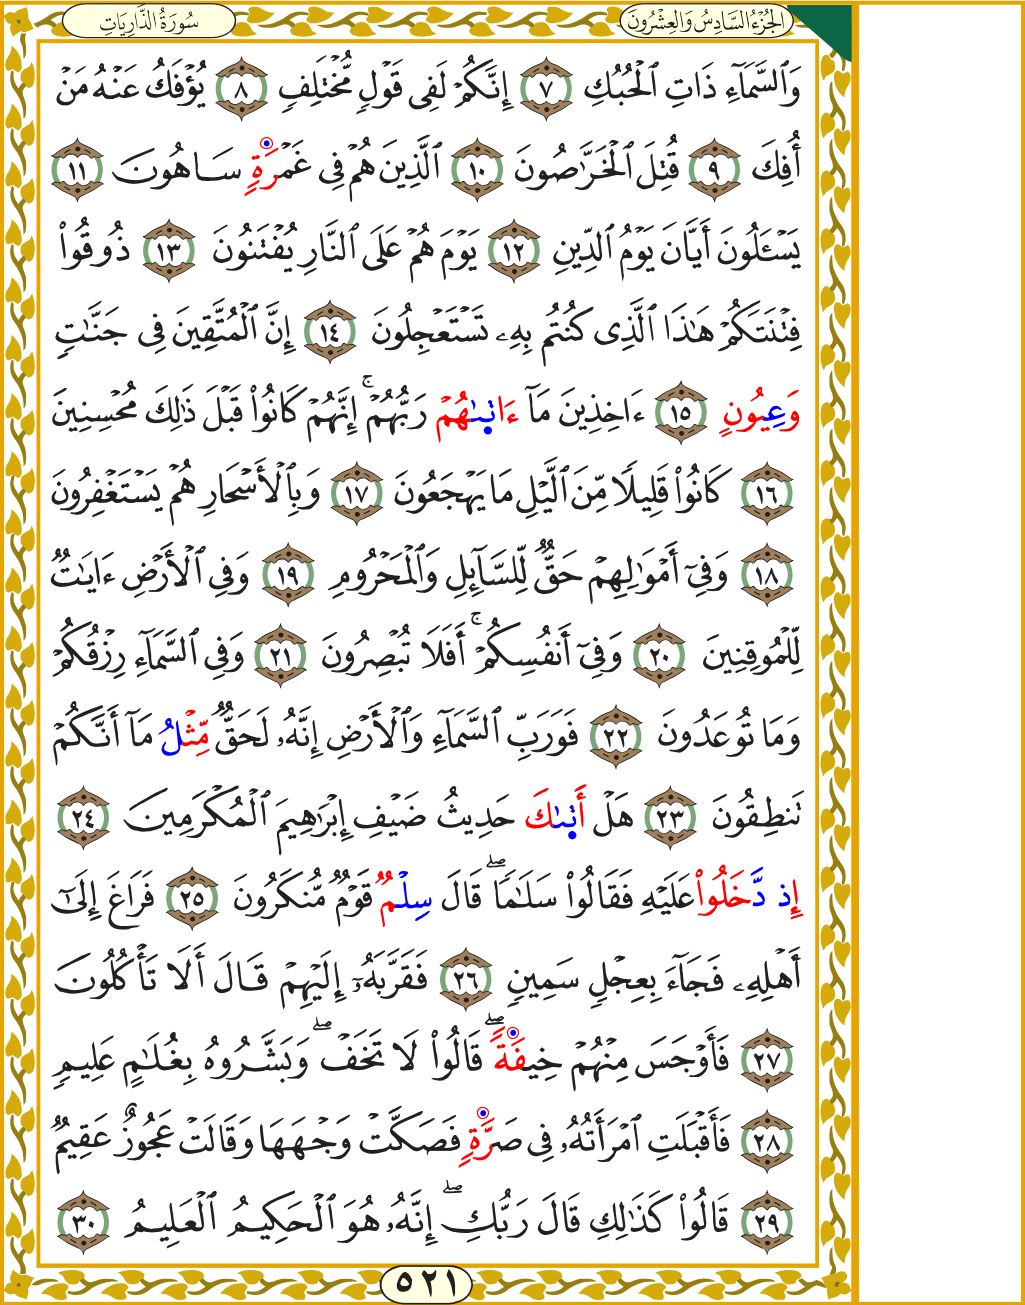 الجُزْءُ السَّادِسُ وَالعِشْرُونَ
سُورَةُ الذَّارِيَاتِ
وَٱلسَّمَآءِ ذَاتِ ٱلْحُبُكِ ٧ إِنَّكُمْ لَفِى قَوْلٍ مُّخْتَلِفٍ ٨ يُؤْفَكُ عَنْهُ مَنْ
أُفِكَ ٩ قُتِلَ ٱلْخَرَّٰصُونَ ١٠ ٱلَّذِينَ هُمْ فِى غَمْرَةٍ سَاهُونَ ١١
يَسْـَٔلُونَ أَيَّانَ يَوْمُ ٱلدِّينِ ١٢ يَوْمَ هُمْ عَلَى ٱلنَّارِ يُفْتَنُونَ ١٣ ذُوقُوا۟
فِتْنَتَكُمْ هَٰذَا ٱلَّذِى كُنتُم بِهِۦ تَسْتَعْجِلُونَ ١٤ إِنَّ ٱلْمُتَّقِينَ فِى جَنَّٰتٍ
وَعِيُونٍ ١٥ ءَاخِذِينَ مَآ ءَاتىٰهُمْ رَبُّهُمْ ۚ إِنَّهُمْ كَانُوا۟ قَبْلَ ذَٰلِكَ مُحْسِنِينَ
١٦ كَانُوا۟ قَلِيلًا مِّنَ ٱلَّيْلِ مَا يَهْجَعُونَ ١٧ وَبِٱلْأَسْحَارِ هُمْ يَسْتَغْفِرُونَ
١٨ وَفِىٓ أَمْوَٰلِهِمْ حَقٌّ لِّلسَّآئِلِ وَٱلْمَحْرُومِ ١٩ وَفِى ٱلْأَرْضِ ءَايَٰتٌ
لِّلْمُوقِنِينَ ٢٠ وَفِىٓ أَنفُسِكُمْ ۚ أَفَلَا تُبْصِرُونَ ٢١ وَفِى ٱلسَّمَآءِ رِزْقُكُمْ
وَمَا تُوعَدُونَ ٢٢ فَوَرَبِّ ٱلسَّمَآءِ وَٱلْأَرْضِ إِنَّهُۥ لَحَقٌّ مِّثْلُ مَآ أَنَّكُمْ
تَنطِقُونَ ٢٣ هَلْ أَتىٰكَ حَدِيثُ ضَيْفِ إِبْرَٰهِيمَ ٱلْمُكْرَمِينَ ٢٤
إِذ دَّخَلُوا۟ عَلَيْهِ فَقَالُوا۟ سَلَٰمًا ۖ قَالَ سِلْمٌ قَوْمٌ مُّنكَرُونَ ٢٥ فَرَاغَ إِلَىٰٓ
أَهْلِهِۦ فَجَآءَ بِعِجْلٍ سَمِينٍ ٢٦ فَقَرَّبَهُۥٓ إِلَيْهِمْ قَالَ أَلَا تَأْكُلُونَ
٢٧ فَأَوْجَسَ مِنْهُمْ خِيفَةً ۖ قَالُوا۟ لَا تَخَفْ ۖ وَبَشَّرُوهُ بِغُلَٰمٍ عَلِيمٍ
٢٨ فَأَقْبَلَتِ ٱمْرَأَتُهُۥ فِى صَرَّةٍ فَصَكَّتْ وَجْهَهَا وَقَالَتْ عَجُوزٌ عَقِيمٌ
٢٩ قَالُوا۟ كَذَٰلِكِ قَالَ رَبُّكِ ۖ إِنَّهُۥ هُوَ ٱلْحَكِيمُ ٱلْعَلِيمُ ٣٠
٥٢١